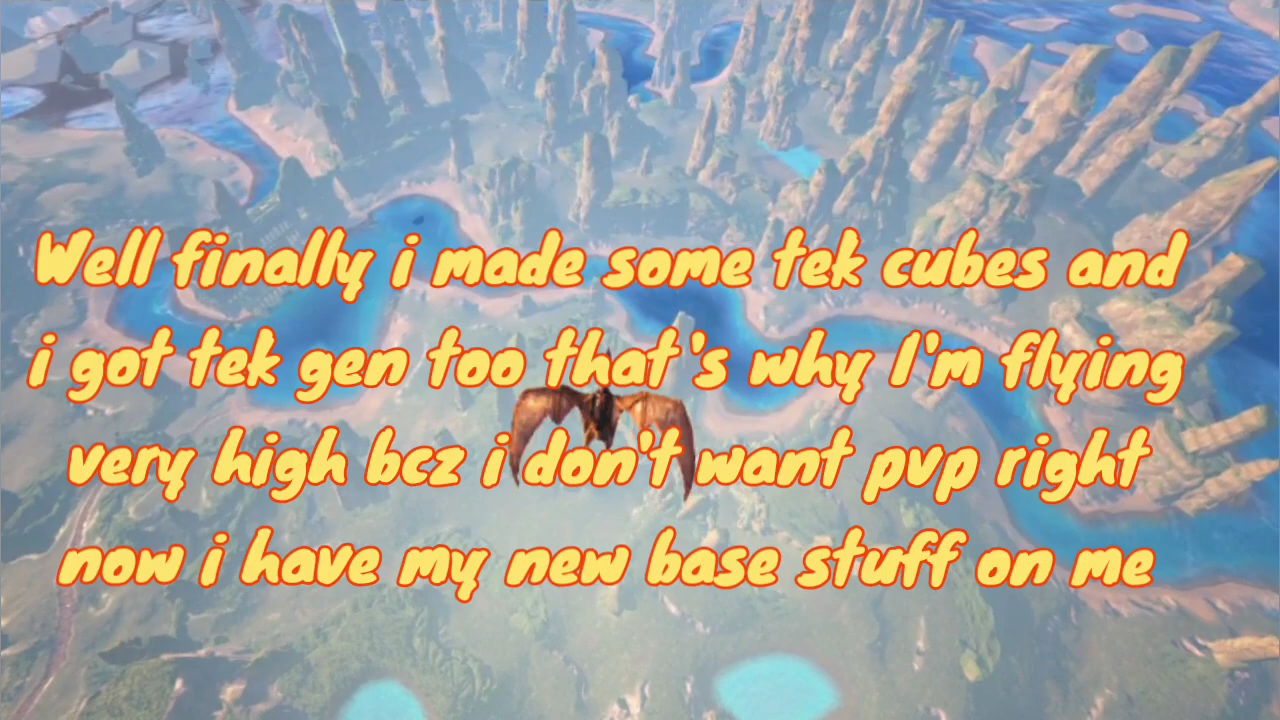 Well finally i made some tek cubes and
i got tek gen too that's why I'm flying
very high bcz i don't want pvp right
now i have my new base stuff on me